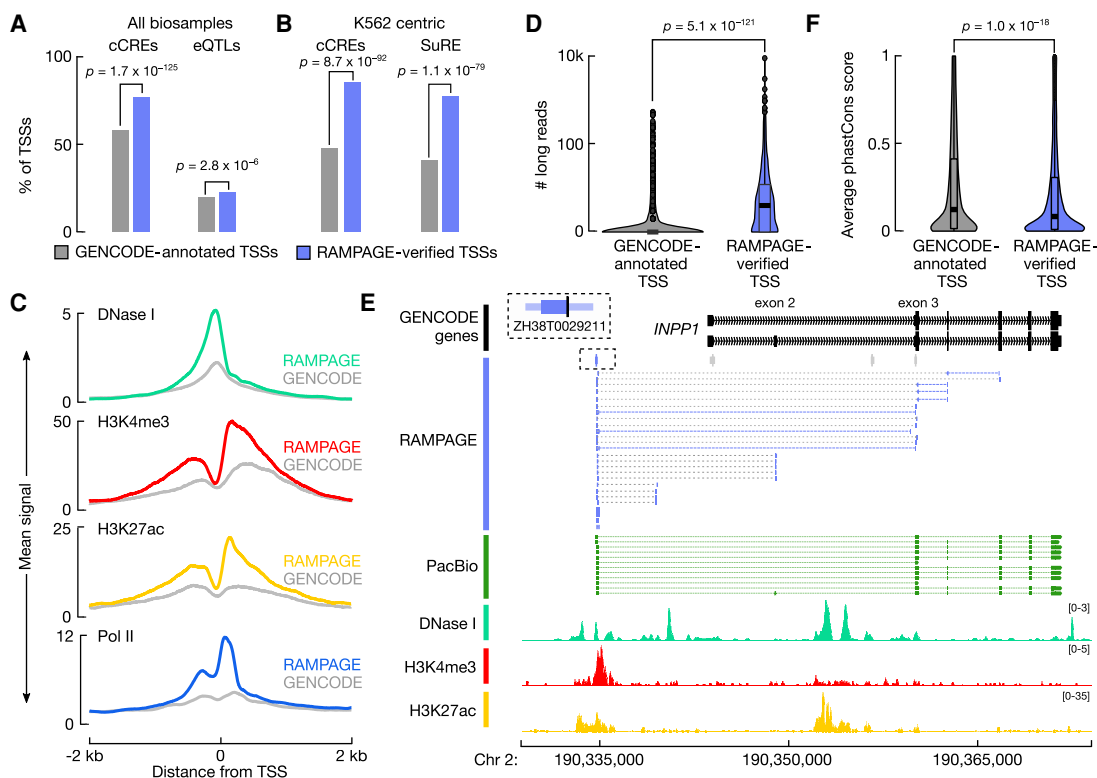 A
All biosamples
cCREs
eQTLs
% of TSSs
100
50
0
p = 1.7 x 10⁻¹²⁵
p = 2.8 x 10⁻⁶
B
K562 centric
cCREs
SuRE
p = 8.7 x 10⁻⁹²
p = 1.1 x 10⁻⁷⁹
GENCODE-annotated TSSs
RAMPAGE-verified TSSs
C
Mean signal
DNase I
5
0
RAMPAGE
GENCODE
H3K4me3
50
0
RAMPAGE
GENCODE
H3K27ac
25
0
RAMPAGE
GENCODE
Pol II
12
0
RAMPAGE
GENCODE
-2 kb
0
2 kb
Distance from TSS
D
p = 5.1 x 10⁻¹²¹
# long reads
10k
100
0
GENCODE-
annotated
TSS
RAMPAGE-
verified
TSS
F
p = 1.0 x 10⁻¹⁸
Average phastCons score
1
0.5
0
GENCODE-
annotated
TSS
RAMPAGE-
verified
TSS
E
GENCODE
genes
ZH38T0029211
INPP1
exon 2
exon 3
RAMPAGE
PacBio
DNase I
[0-3]
H3K4me3
[0-5]
H3K27ac
[0-35]
Chr 2:
190,335,000
190,350,000
190,365,000